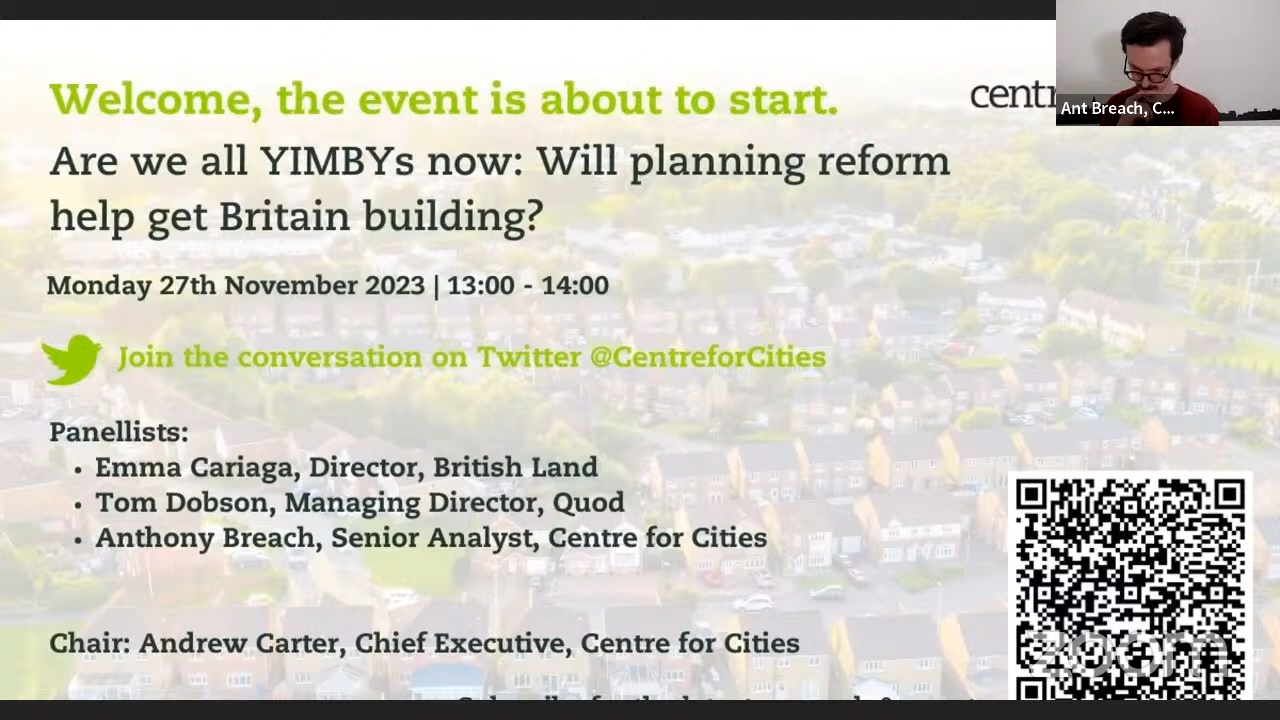 Welcome, the event is about to start.
centr
Ant Breach, C...
Are we all YIMBYs now: Will planning reform
help get Britain building?
Monday 27th November 2023 | 13:00 - 14:00
Join the conversation on Twitter @CentreforCities
Panellists:
• Emma Cariaga, Director, British Land
• Tom Dobson, Managing Director, Quod
• Anthony Breach, Senior Analyst, Centre for Cities
Chair: Andrew Carter, Chief Executive, Centre for Cities
zoom